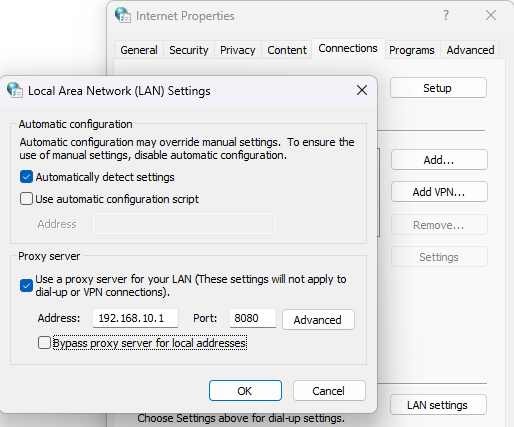 Internet Properties
?
General Security Privacy Content Connections Programs Advanced
Setup
Add...
Add VPN...
Remove...
Settings
LAN settings
Choose Settings above for dial-up settings.
Local Area Network (LAN) Settings
Automatic configuration
Automatic configuration may override manual settings. To ensure the
use of manual settings, disable automatic configuration.
Automatically detect settings
Use automatic configuration script
Address
Proxy server
Use a proxy server for your LAN (These settings will not apply to
dial-up or VPN connections).
Address: 192.168.10.1 Port: 8080 Advanced
Bypass proxy server for local addresses
OK Cancel